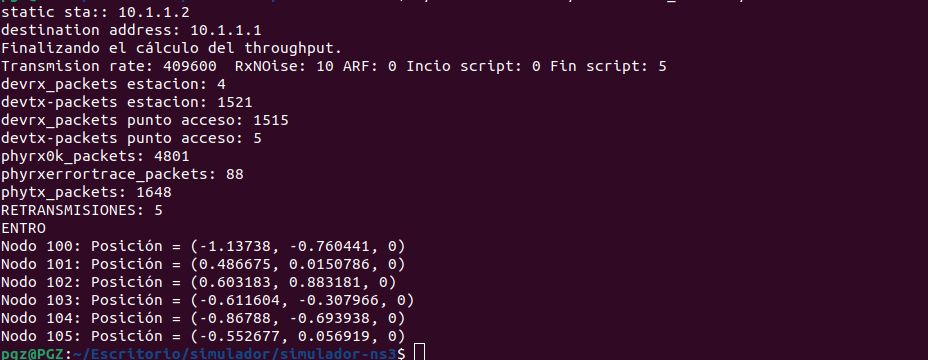 static sta:: 10.1.1.2
destination address: 10.1.1.1
Finalizando el cálculo del throughput.
Transmision rate: 409600  RxNOise: 10 ARF: 0 Incio script: 0 Fin script: 5
devrx_packets estacion: 4
devtx-packets estacion: 1521
devrx_packets punto acceso: 1515
devtx-packets punto acceso: 5
phyrx0k_packets: 4801
phyrxerrortrace_packets: 88
phytx_packets: 1648
RETRANSMISIONES: 5
ENTRO
Nodo 100: Posición = (-1.13738, -0.760441, 0)
Nodo 101: Posición = (0.486675, 0.0150786, 0)
Nodo 102: Posición = (0.603183, 0.883181, 0)
Nodo 103: Posición = (-0.611604, -0.307966, 0)
Nodo 104: Posición = (-0.86788, -0.693938, 0)
Nodo 105: Posición = (-0.552677, 0.056919, 0)
pgz@PGZ:~/Escritorio/simulador/simulador-ns3$